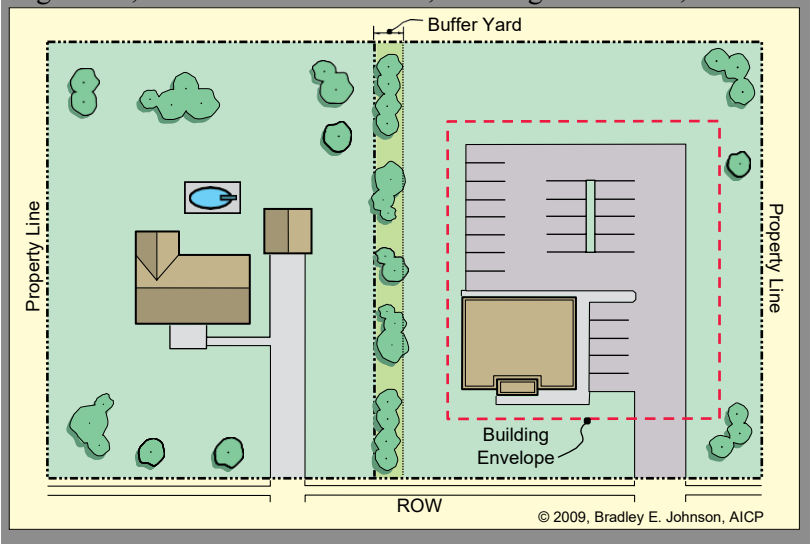 Buffer Yard
Property Line
Property Line
Building
Envelope
ROW
© 2009, Bradley E. Johnson, AICP